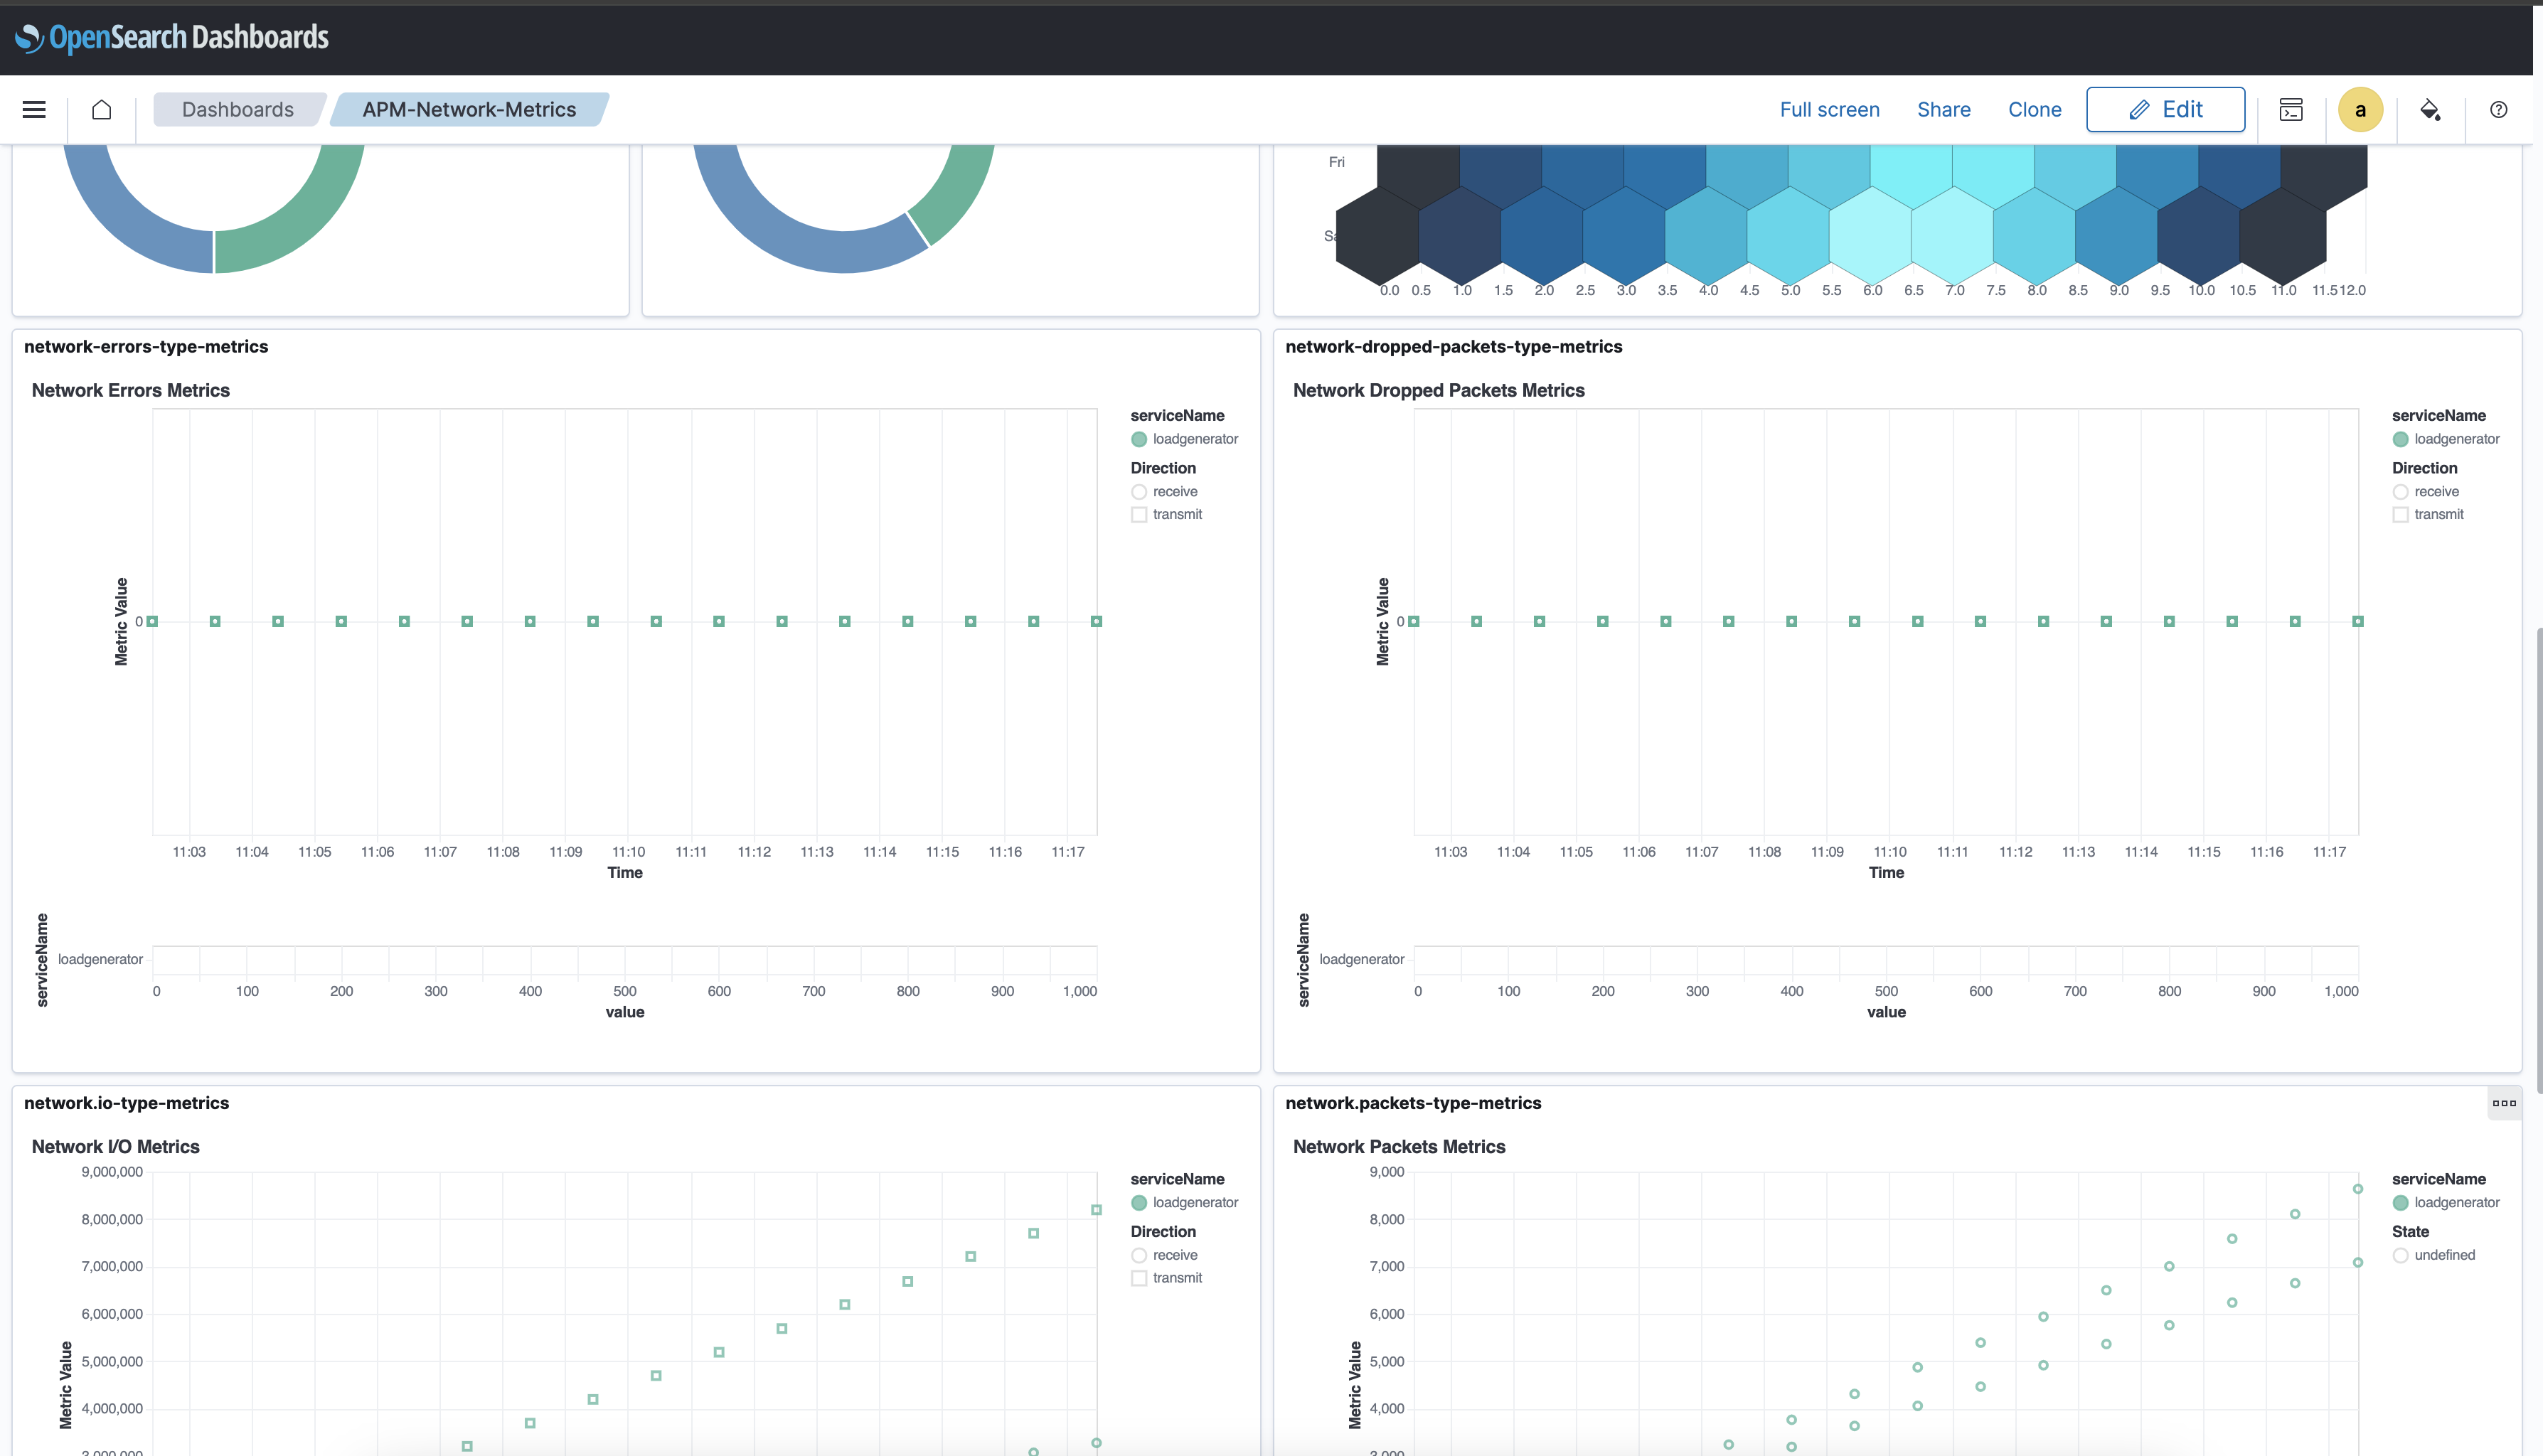 OpenSearch Dashboards
Dashboards
APM-Network-Metrics
Full screen
Share
Clone
Edit
a
Fri
0.0 0.5 1.0 1.5 2.0 2.5 3.0 3.5 4.0 4.5 5.0 5.5 6.0 6.5 7.0 7.5 8.0 8.5 9.0 9.5 10.0 10.5 11.0 11.5 12.0
network-errors-type-metrics
Network Errors Metrics
serviceName
loadgenerator
Direction
receive
transmit
Metric Value
0
11:03 11:04 11:05 11:06 11:07 11:08 11:09 11:10 11:11 11:12 11:13 11:14 11:15 11:16 11:17
Time
serviceName
loadgenerator
0 100 200 300 400 500 600 700 800 900 1,000
value
network-dropped-packets-type-metrics
Network Dropped Packets Metrics
serviceName
loadgenerator
Direction
receive
transmit
Metric Value
0
11:03 11:04 11:05 11:06 11:07 11:08 11:09 11:10 11:11 11:12 11:13 11:14 11:15 11:16 11:17
Time
serviceName
loadgenerator
0 100 200 300 400 500 600 700 800 900 1,000
value
network.io-type-metrics
Network I/O Metrics
9,000,000
8,000,000
7,000,000
6,000,000
5,000,000
4,000,000
3,000,000
Metric Value
serviceName
loadgenerator
Direction
receive
transmit
network.packets-type-metrics
Network Packets Metrics
9,000
8,000
7,000
6,000
5,000
4,000
3,000
Metric Value
serviceName
loadgenerator
State
undefined